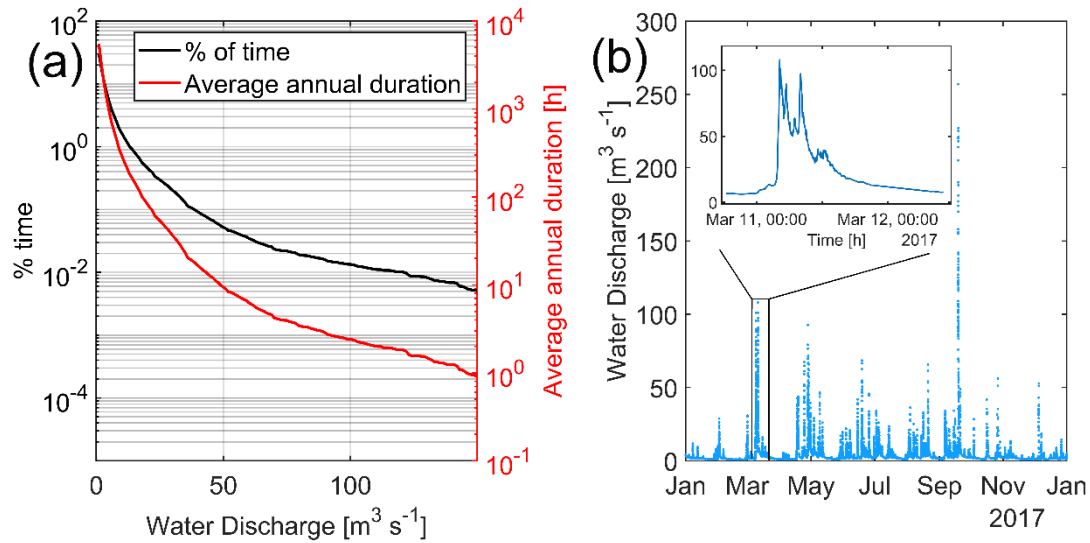 (a)
% of time
Average annual duration [h]
10^2
10^0
10^-2
10^-4
% time
10^4
10^3
10^2
10^1
10^0
10^-1
Average annual duration [h]
0 50 100
Water Discharge [m^3 s^-1]
(b)
300
250
200
150
100
50
0
Water Discharge [m^3 s^-1]
100
50
0
Mar 11, 00:00 Mar 12, 00:00
Time [h] 2017
Jan Mar May Jul Sep Nov Jan
2017